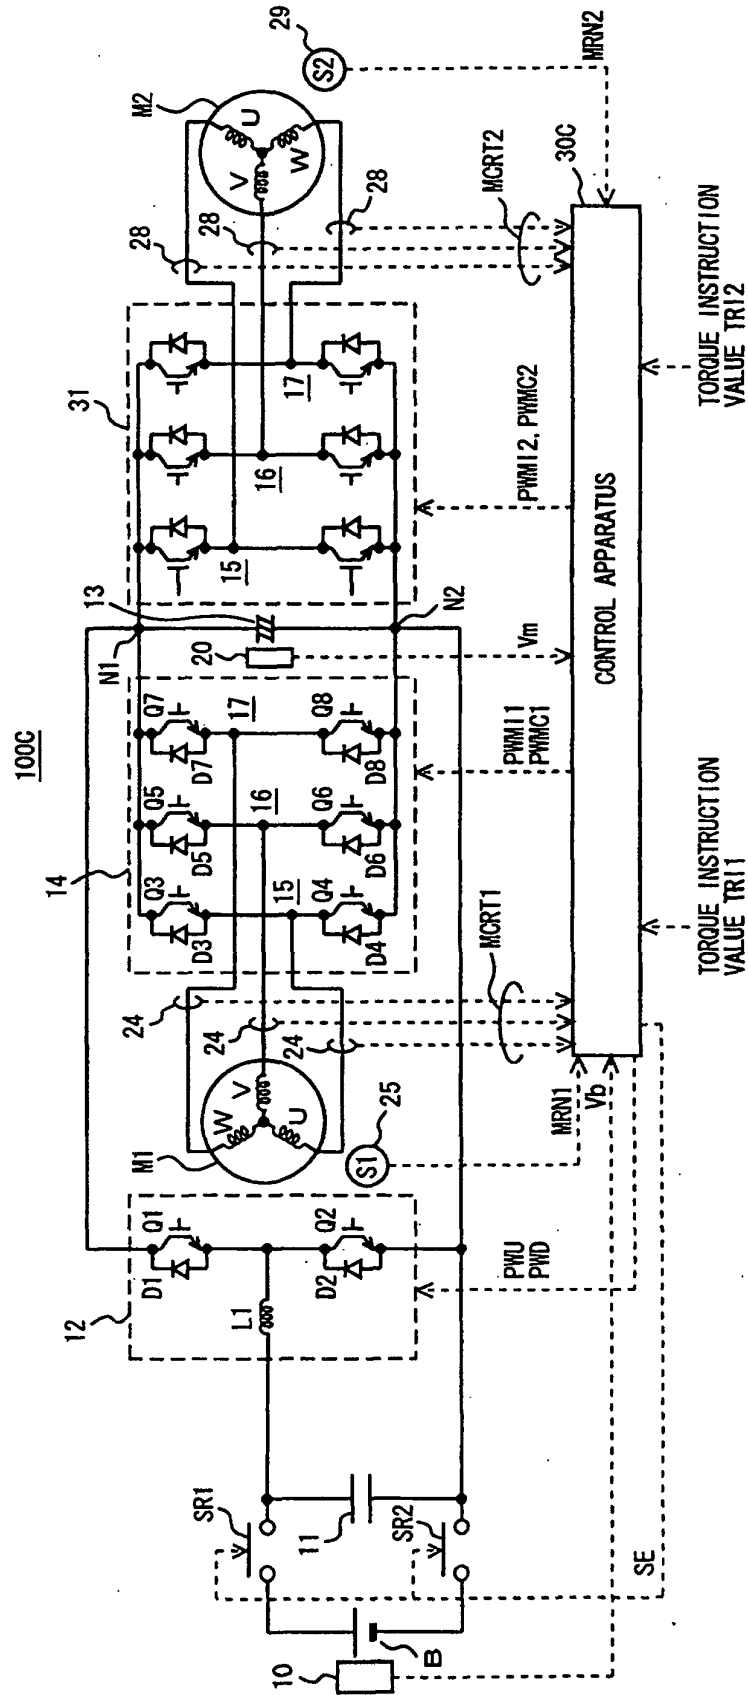 100C
12
D1
Q1
L1
D2
Q2
PWU
PWD
SR1
11
SR2
SE
10
B
M1
W
V
U
S1
25
24
24
24
MCRT1
MRN1
Vb
14
D3
Q3
D5
Q5
D7
Q7
15
16
17
D4
Q4
D6
Q6
D8
Q8
PWMI1
PWMC1
N1
20
13
N2
Vm
31
15
16
17
PWMI2, PWMC2
28
28
28
M2
U
V
W
S2
29
MCRT2
30C
MRN2
CONTROL APPARATUS
TORQUE INSTRUCTION
VALUE TRI1
TORQUE INSTRUCTION
VALUE TRI2